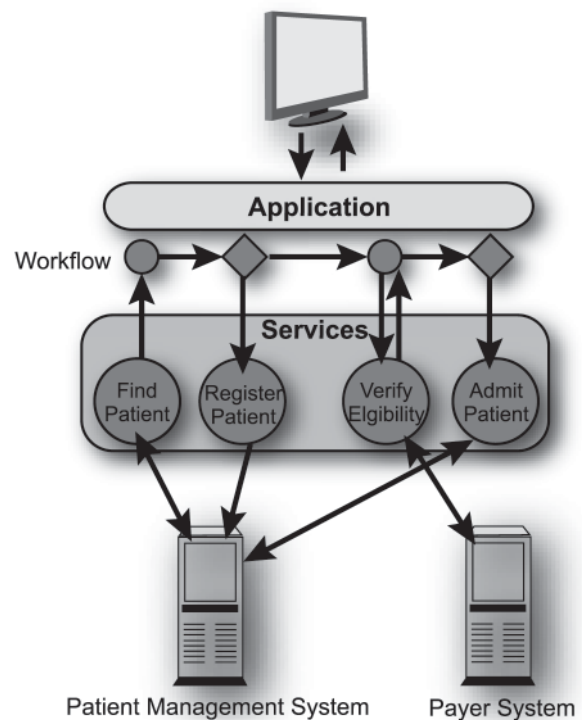 Application
Workflow
Services
Find
Patient
Register
Patient
Verify
Elgibility
Admit
Patient
Patient Management System
Payer System